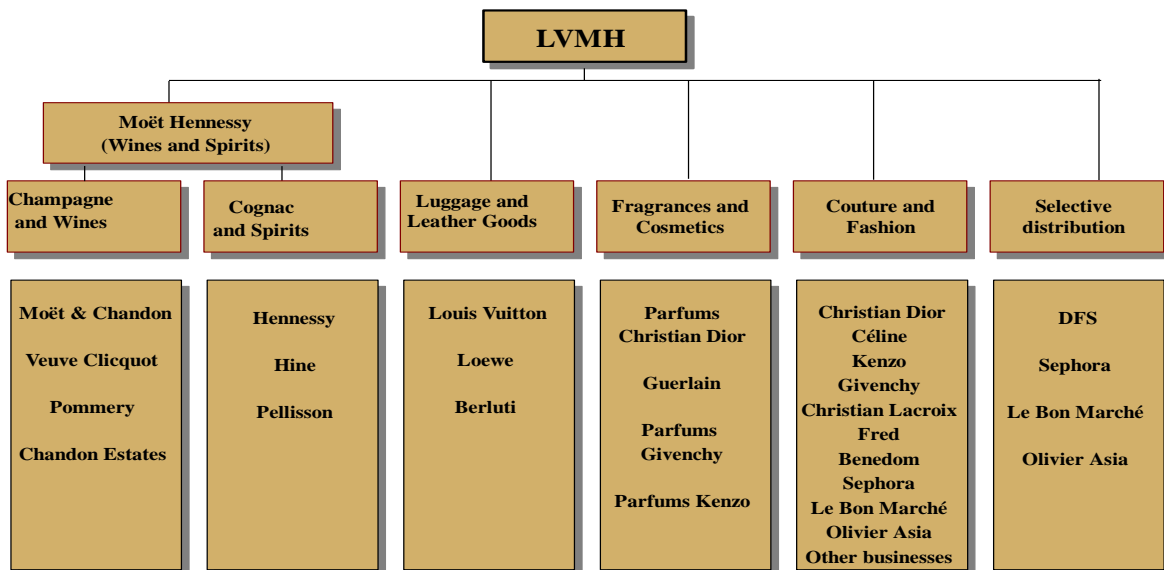 LVMH
Moët Hennessy
(Wines and Spirits)
Champagne
and Wines
Cognac
and Spirits
Luggage and
Leather Goods
Fragrances and
Cosmetics
Couture and
Fashion
Selective
distribution
Moët & Chandon
Veuve Clicquot
Pommery
Chandon Estates
Hennessy
Hine
Pellisson
Louis Vuitton
Loewe
Berluti
Parfums
Christian Dior
Guerlain
Parfums
Givenchy
Parfums Kenzo
Christian Dior
Céline
Kenzo
Givenchy
Christian Lacroix
Fred
Benedom
Sephora
Le Bon Marché
Olivier Asia
Other businesses
DFS
Sephora
Le Bon Marché
Olivier Asia